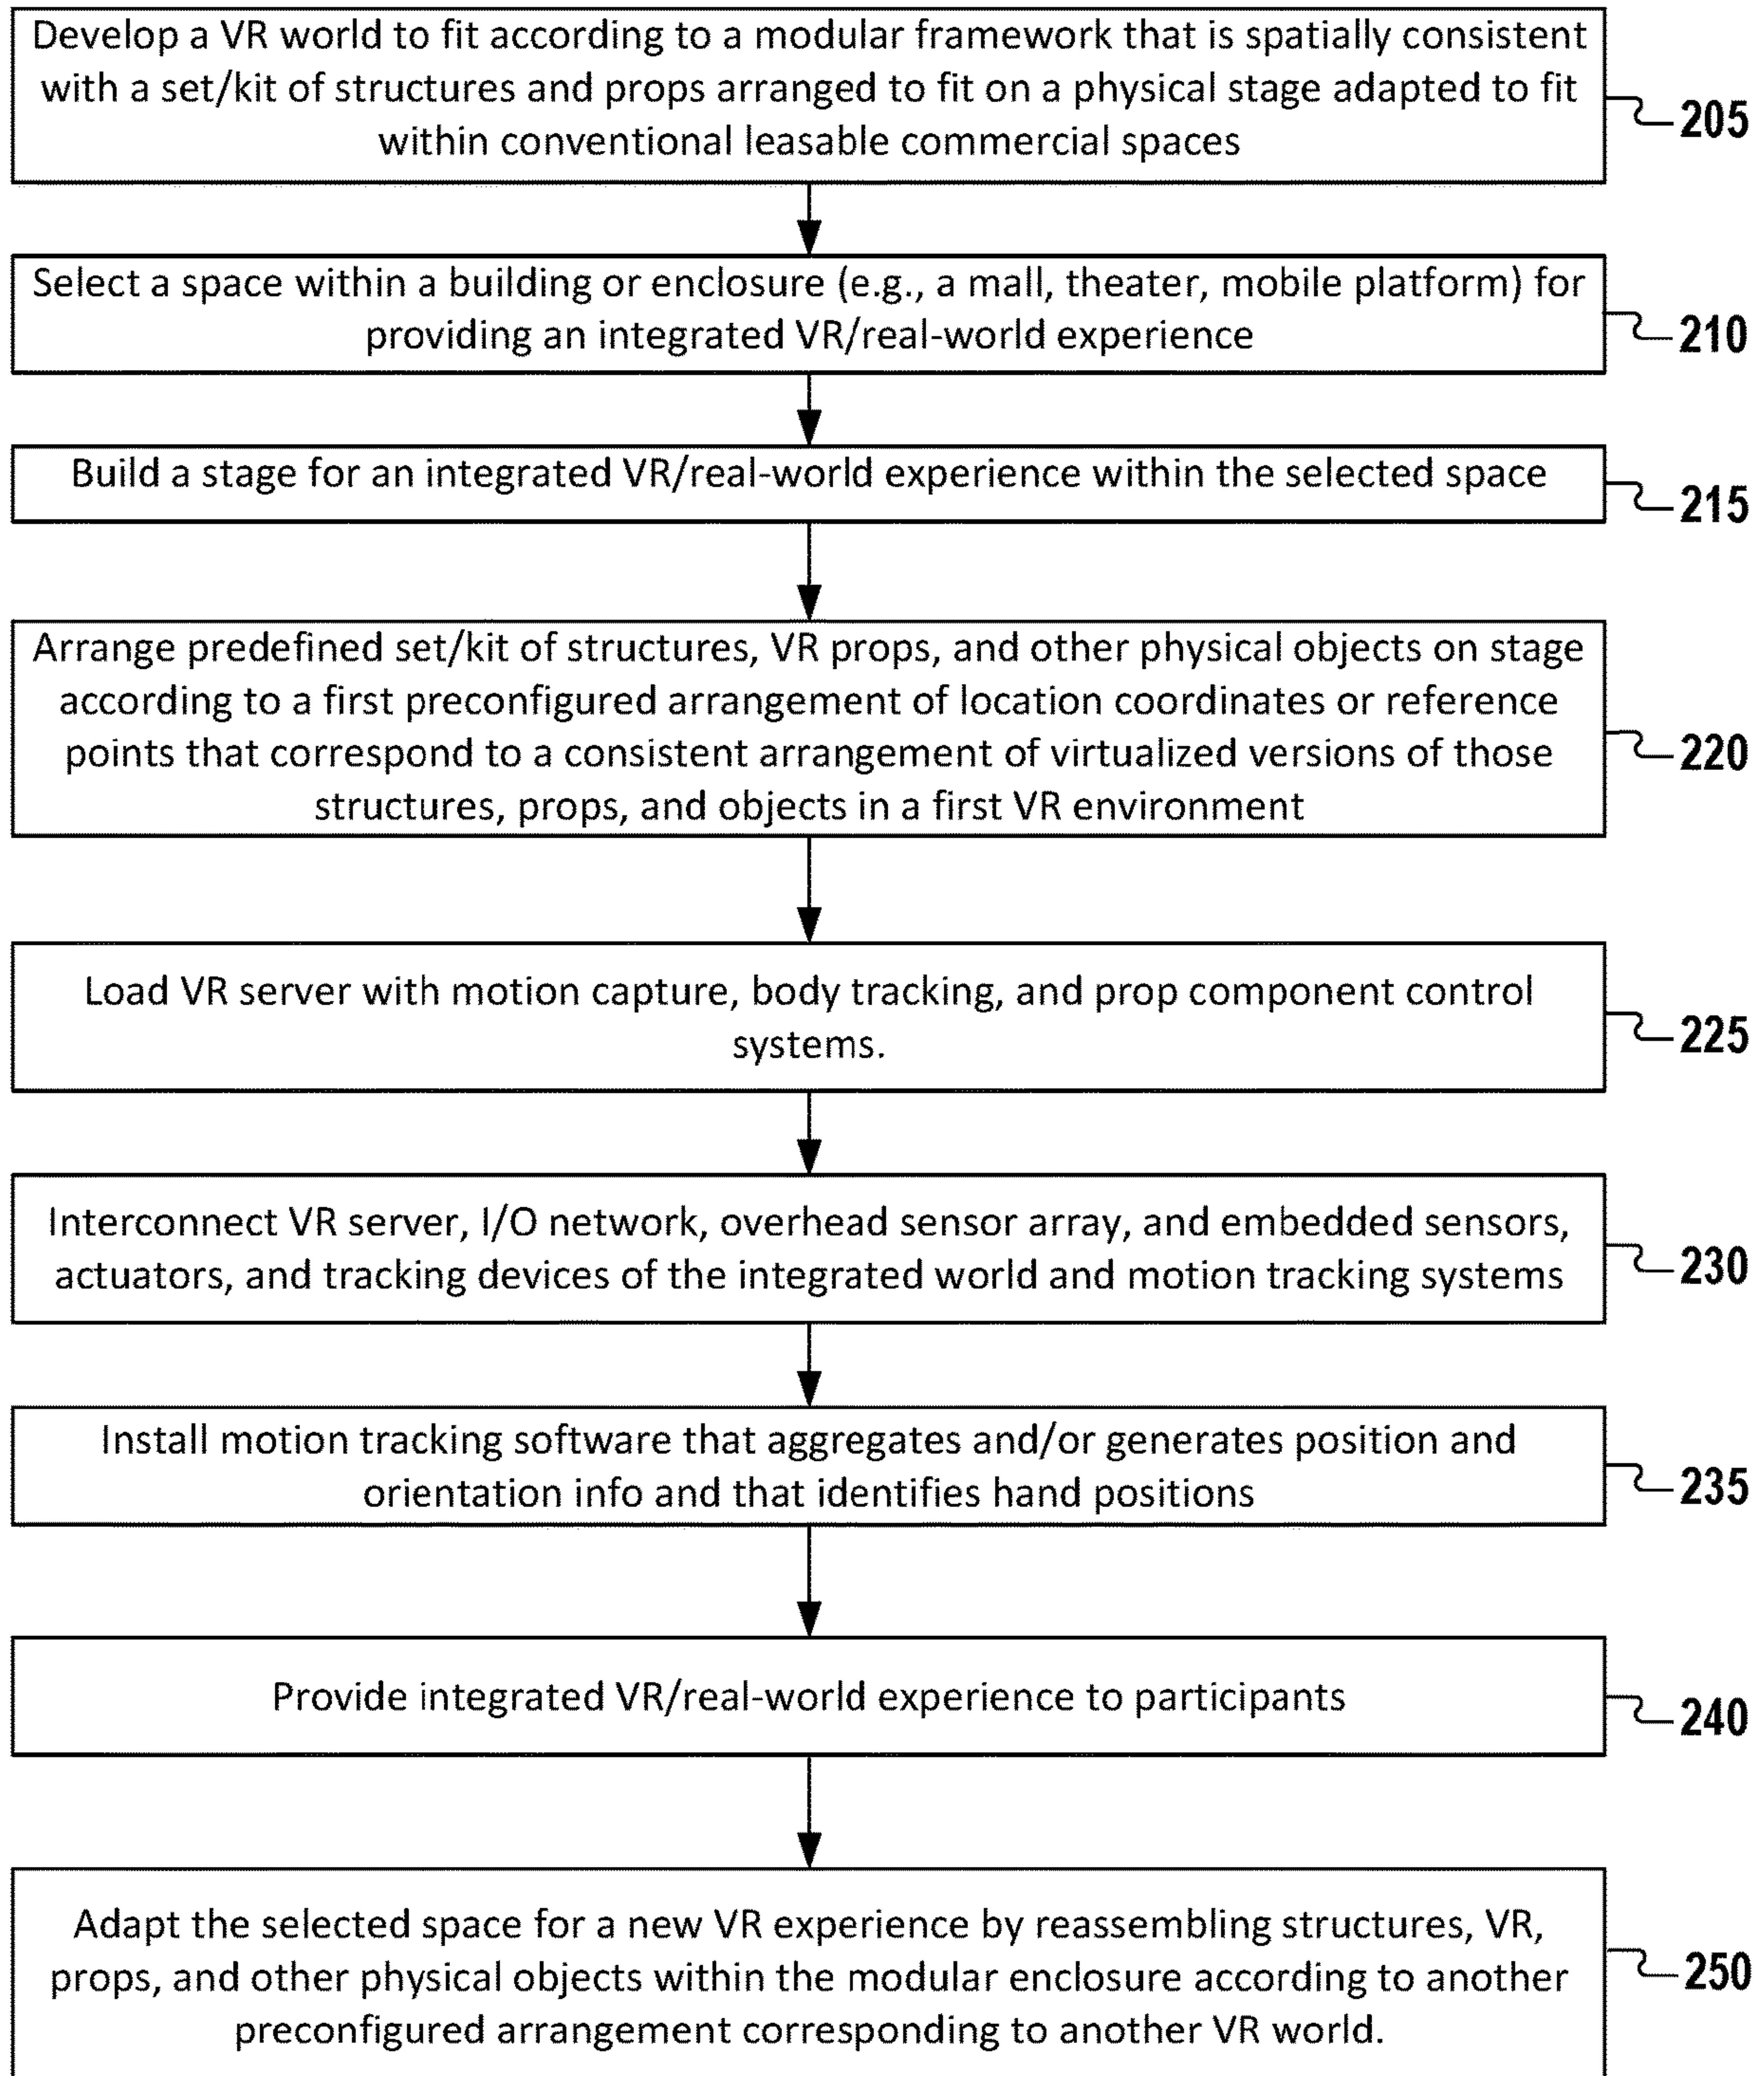 Develop a VR world to fit according to a modular framework that is spatially consistent
with a set/kit of structures and props arranged to fit on a physical stage adapted to fit
within conventional leasable commercial spaces
205
Select a space within a building or enclosure (e.g., a mall, theater, mobile platform) for
providing an integrated VR/real-world experience
210
Build a stage for an integrated VR/real-world experience within the selected space
215
Arrange predefined set/kit of structures, VR props, and other physical objects on stage
according to a first preconfigured arrangement of location coordinates or reference
points that correspond to a consistent arrangement of virtualized versions of those
structures, props, and objects in a first VR environment
220
Load VR server with motion capture, body tracking, and prop component control
systems.
225
Interconnect VR server, I/O network, overhead sensor array, and embedded sensors,
actuators, and tracking devices of the integrated world and motion tracking systems
230
Install motion tracking software that aggregates and/or generates position and
orientation info and that identifies hand positions
235
Provide integrated VR/real-world experience to participants
240
Adapt the selected space for a new VR experience by reassembling structures, VR,
props, and other physical objects within the modular enclosure according to another
preconfigured arrangement corresponding to another VR world.
250